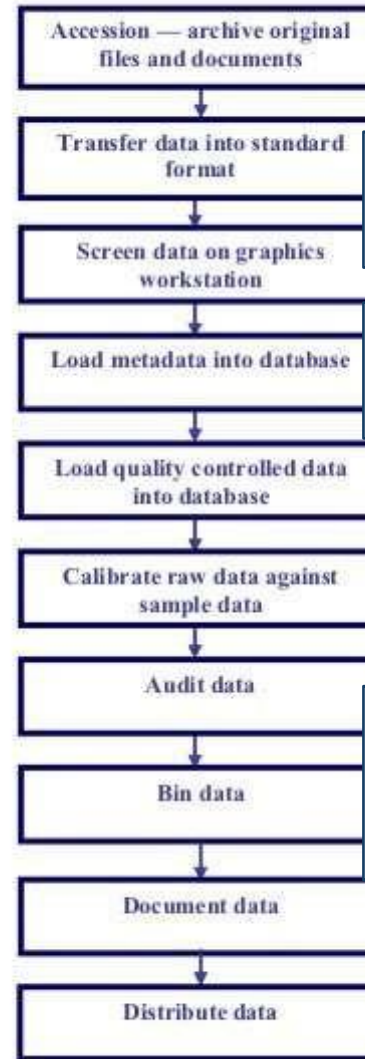 Accession — archive original
files and documents
Transfer data into standard
format
Screen data on graphics
workstation
Load metadata into database
Load quality controlled data
into database
Calibrate raw data against
sample data
Audit data
Bin data
Document data
Distribute data